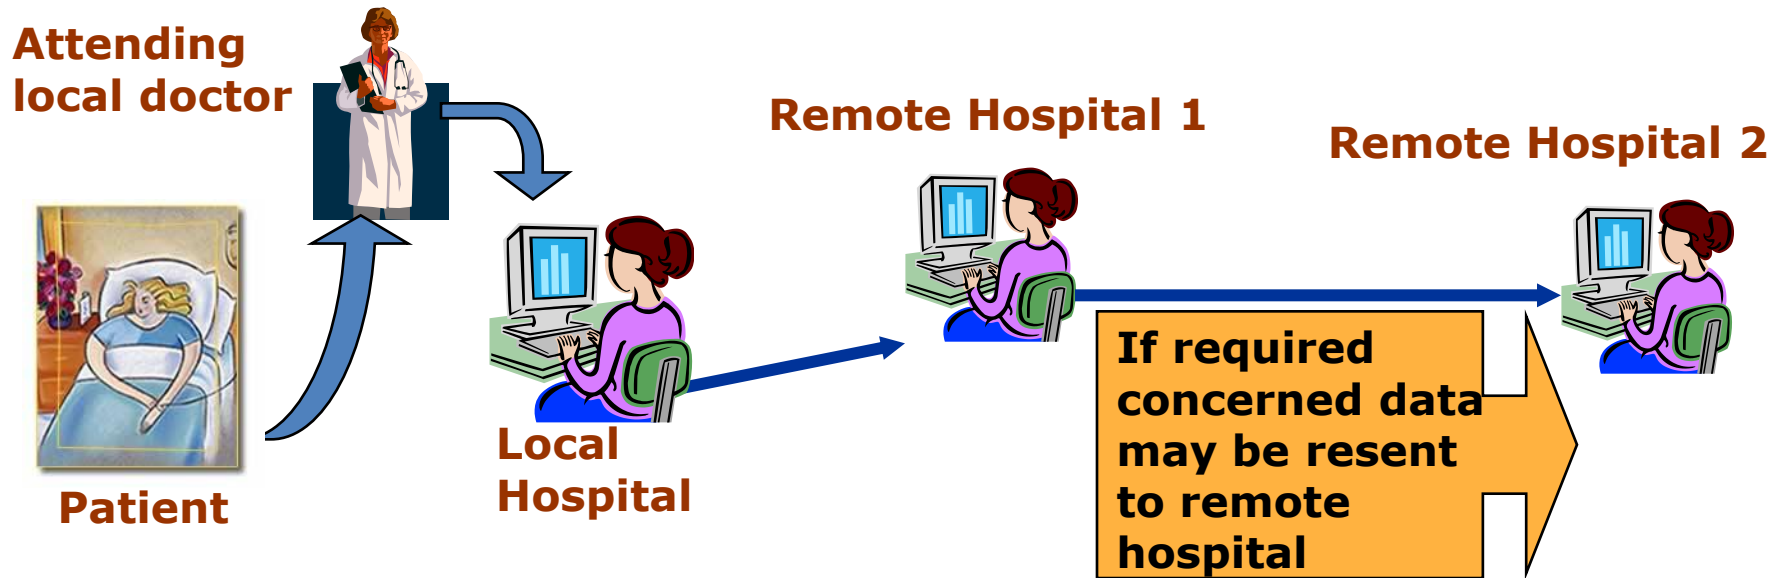 Attending
local doctor
Remote Hospital 1
Remote Hospital 2
Patient
Local
Hospital
If required
concerned data
may be resent
to remote
hospital